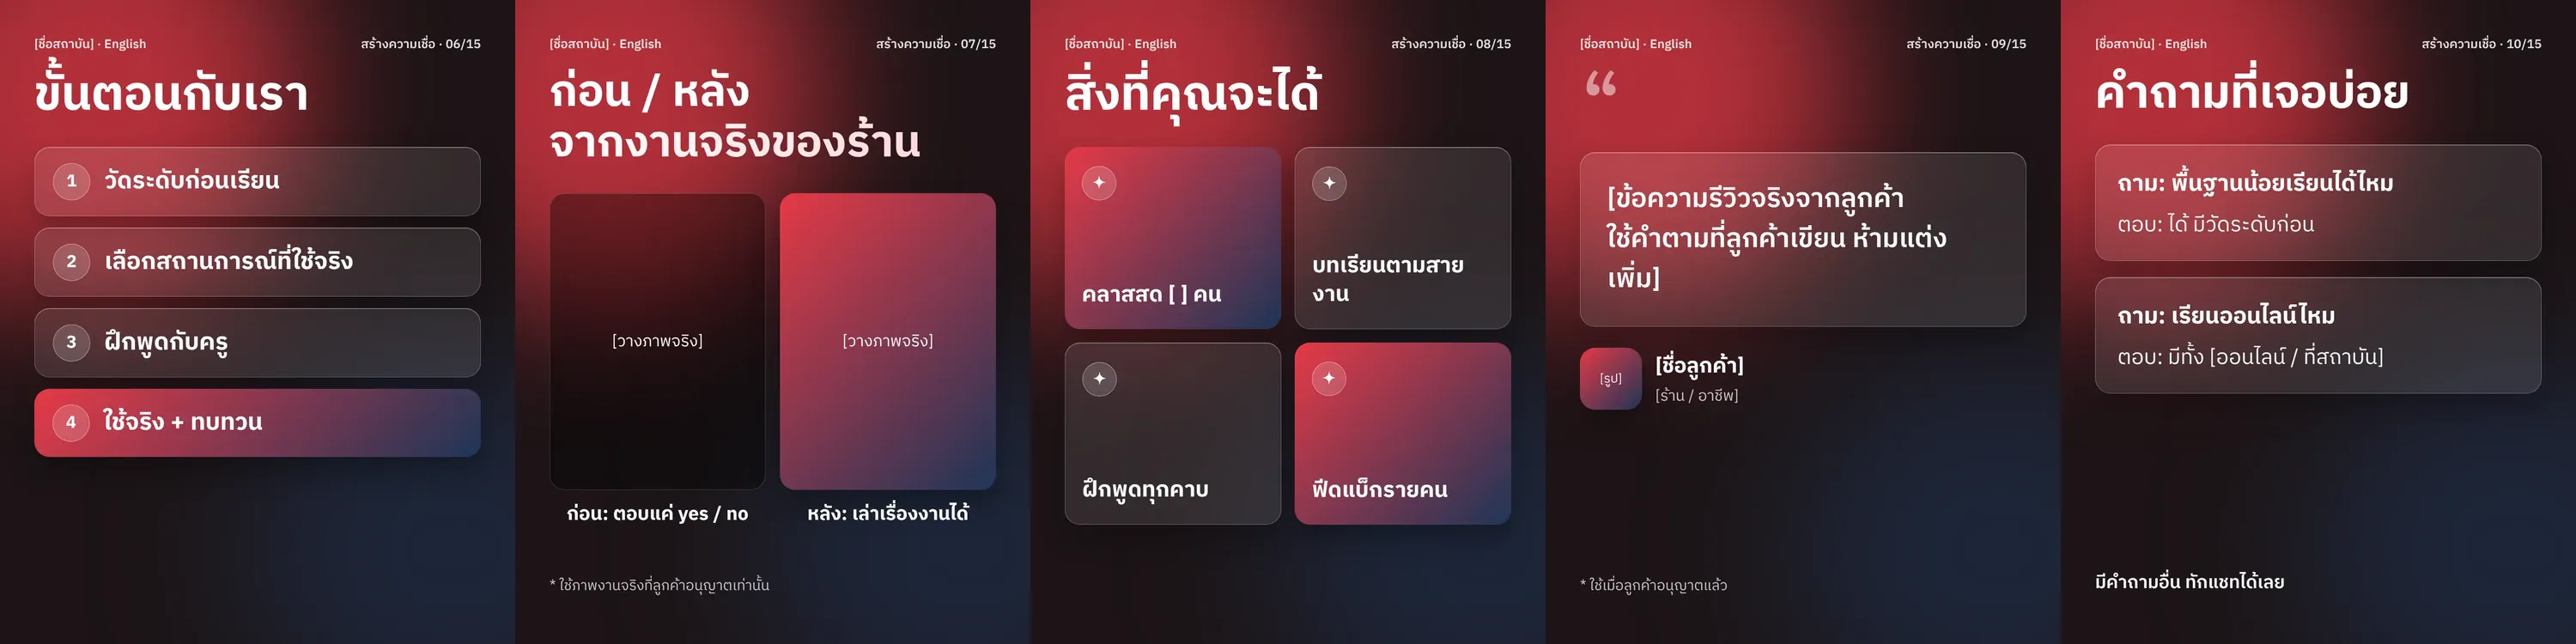 [ชื่อสถาบัน] · English
สร้างความเชื่อ · 06/15
ขั้นตอนกับเรา
1 วัดระดับก่อนเรียน
2 เลือกสถานการณ์ที่ใช้จริง
3 ฝึกพูดกับครู
4 ใช้จริง + ทบทวน
[ชื่อสถาบัน] · English
สร้างความเชื่อ · 07/15
ก่อน / หลัง
จากงานจริงของร้าน
[วางภาพจริง]
[วางภาพจริง]
ก่อน: ตอบแค่ yes / no
หลัง: เล่าเรื่องงานได้
* ใช้ภาพงานจริงที่ลูกค้าอนุญาตเท่านั้น
[ชื่อสถาบัน] · English
สร้างความเชื่อ · 08/15
สิ่งที่คุณจะได้
คลาสสด [ ] คน
บทเรียนตามสาย
งาน
ฝึกพูดทุกคาบ
ฟีดแบ็กรายคน
[ชื่อสถาบัน] · English
สร้างความเชื่อ · 09/15
“
[ข้อความรีวิวจริงจากลูกค้า
ใช้คำตามที่ลูกค้าเขียน ห้ามแต่ง
เพิ่ม]
[รูป]
[ชื่อลูกค้า]
[ร้าน / อาชีพ]
* ใช้เมื่อลูกค้าอนุญาตแล้ว
[ชื่อสถาบัน] · English
สร้างความเชื่อ · 10/15
คำถามที่เจอบ่อย
ถาม: พื้นฐานน้อยเรียนได้ไหม
ตอบ: ได้ มีวัดระดับก่อน
ถาม: เรียนออนไลน์ไหม
ตอบ: มีทั้ง [ออนไลน์ / ที่สถาบัน]
มีคำถามอื่น ทักแชทได้เลย